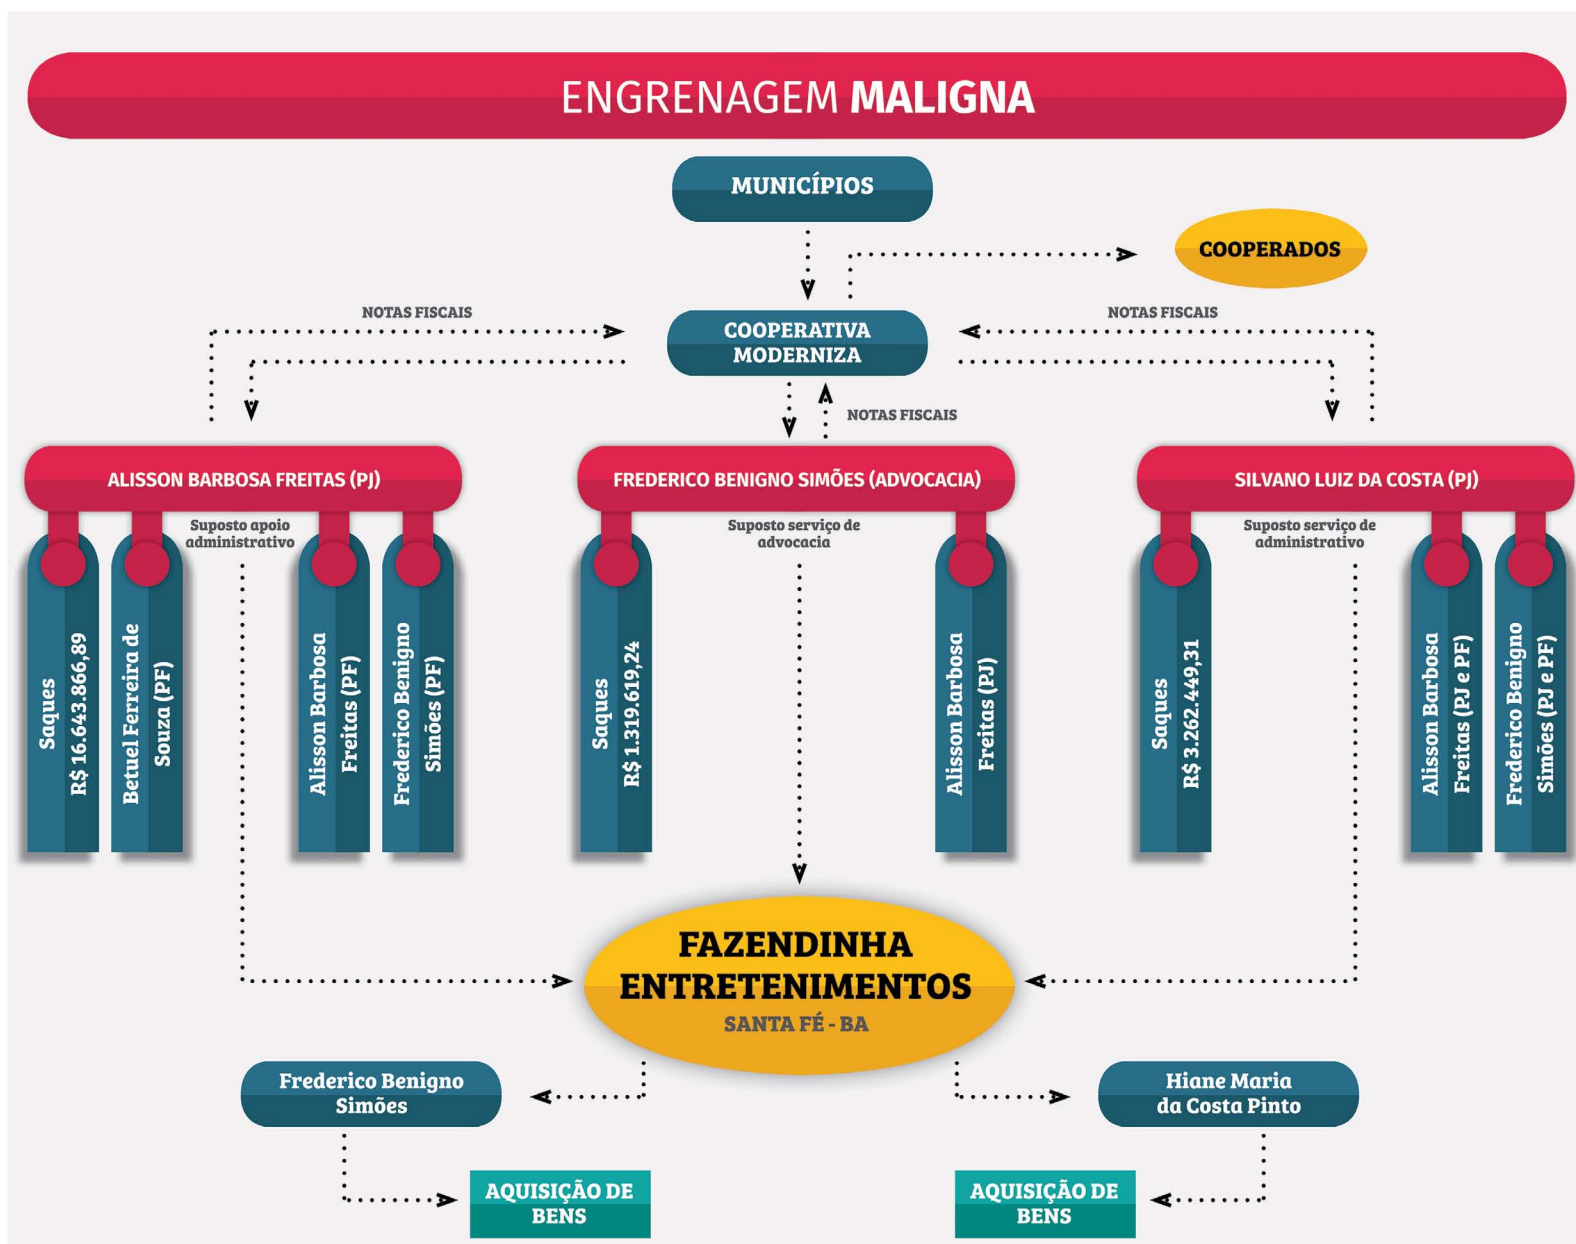 ENGRENAGEM MALIGNA
MUNICÍPIOS
COOPERADOS
NOTAS FISCAIS
COOPERATIVA
MODERNIZA
NOTAS FISCAIS
NOTAS FISCAIS
ALISSON BARBOSA FREITAS (PJ)
Suposto apoio
administrativo
Saques
R$ 16.643.866,89
Betuel Ferreira de
Souza (PF)
Alisson Barbosa
Freitas (PF)
Frederico Benigno
Simões (PF)
FREDERICO BENIGNO SIMÕES (ADVOCACIA)
Suposto serviço de
advocacia
Saques
R$ 1.319.619,24
Alisson Barbosa
Freitas (PJ)
SILVANO LUIZ DA COSTA (PJ)
Suposto serviço de
administrativo
Saques
R$ 3.262.449,31
Alisson Barbosa
Freitas (PJ e PF)
Frederico Benigno
Simões (PJ e PF)
FAZENDINHA
ENTRETENIMENTOS
SANTA FÉ - BA
Frederico Benigno
Simões
Hiane Maria
da Costa Pinto
AQUISIÇÃO DE
BENS
AQUISIÇÃO DE
BENS